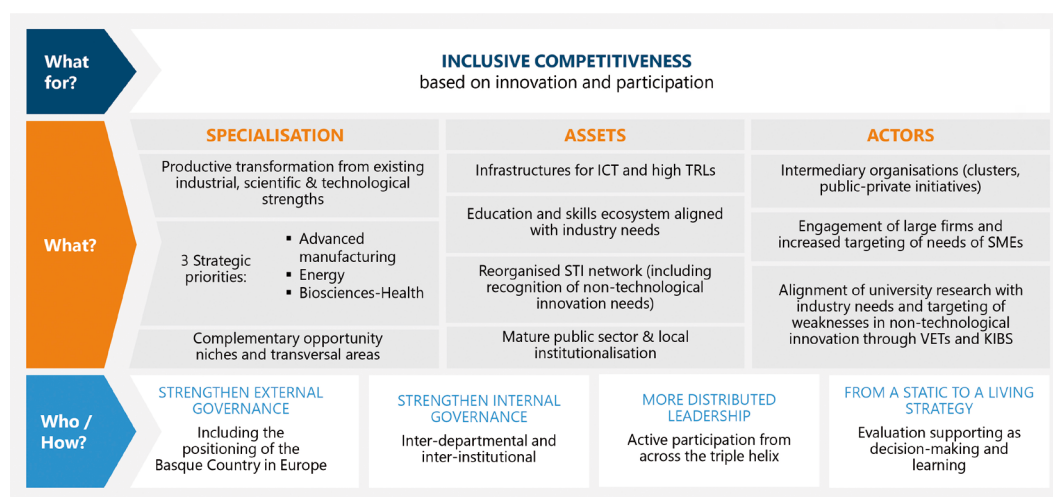 What
for?
INCLUSIVE COMPETITIVENESS
based on innovation and participation
What?
SPECIALISATION
Productive transformation from existing
industrial, scientific & technological
strengths
3 Strategic
priorities:
▪ Advanced
manufacturing
▪ Energy
▪ Biosciences-Health
Complementary opportunity
niches and transversal areas
ASSETS
Infrastructures for ICT and high TRLs
Education and skills ecosystem aligned
with industry needs
Reorganised STI network (including
recognition of non-technological
innovation needs)
Mature public sector & local
institutionalisation
ACTORS
Intermediary organisations (clusters,
public-private initiatives)
Engagement of large firms and
increased targeting of needs of SMEs
Alignment of university research with
industry needs and targeting of
weaknesses in non-technological
innovation through VETs and KIBS
Who /
How?
STRENGTHEN EXTERNAL
GOVERNANCE
Including the
positioning of the
Basque Country in Europe
STRENGTHEN INTERNAL
GOVERNANCE
Inter-departmental and
inter-institutional
MORE DISTRIBUTED
LEADERSHIP
Active participation from
across the triple helix
FROM A STATIC TO A LIVING
STRATEGY
Evaluation supporting as
decision-making and
learning